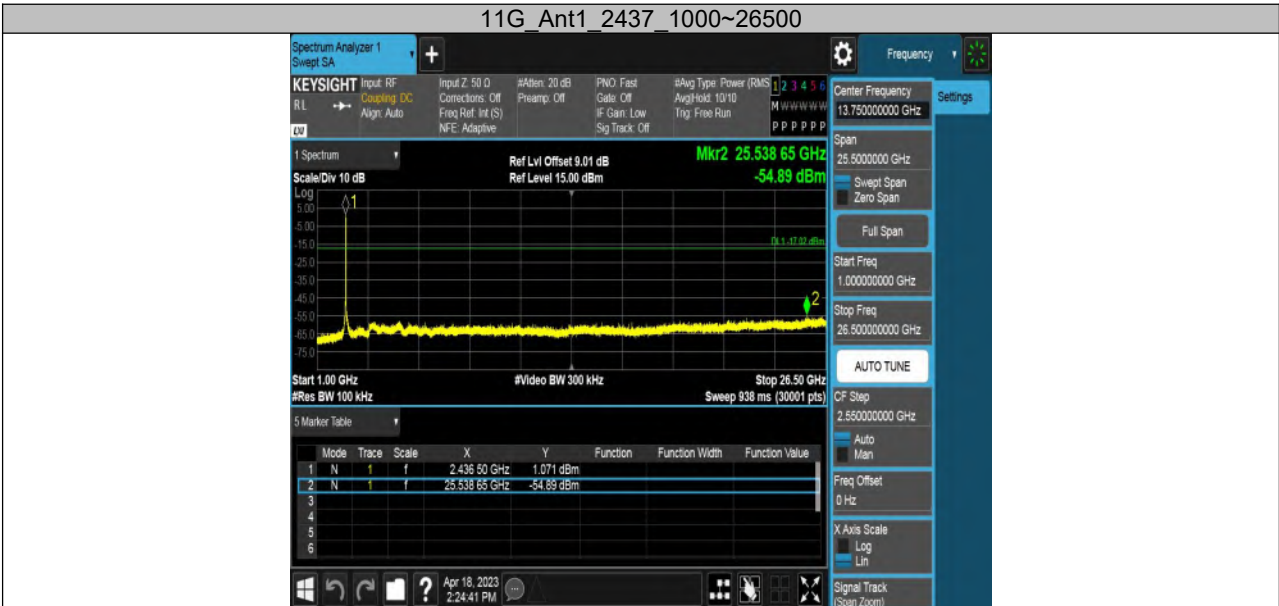 11G_Ant1_2437_1000~26500
Spectrum Analyzer 1
Swept SA
Frequency
KEYSIGHT
RL
LXI
Input: RF
Coupling: DC
Align: Auto
Input Z: 50 Ω
Corrections: Off
Freq Ref: Int (S)
NFE: Adaptive
#Atten: 20 dB
Preamp: Off
PNO: Fast
Gate: Off
IF Gain: Low
Sig Track: Off
#Avg Type: Power (RMS
Avg|Hold: 10/10
Trig: Free Run
1 2 3 4 5 6
M W W W W W
P P P P P P
1 Spectrum
Scale/Div 10 dB
Ref Lvl Offset 9.01 dB
Ref Level 15.00 dBm
Mkr2 25.538 65 GHz
-54.89 dBm
Log
5.00
-5.00
-15.0
-25.0
-35.0
-45.0
-55.0
-65.0
-75.0
1
DL1 -17.02 dBm
2
Start 1.00 GHz
#Video BW 300 kHz
Stop 26.50 GHz
#Res BW 100 kHz
Sweep 938 ms (30001 pts)
5 Marker Table
Mode Trace Scale X Y Function Function Width Function Value
1 N 1 f 2.436 50 GHz 1.071 dBm
2 N 1 f 25.538 65 GHz -54.89 dBm
3
4
5
6
?
Apr 18, 2023
2:24:41 PM
Settings
Center Frequency
13.750000000 GHz
Span
25.5000000 GHz
Swept Span
Zero Span
Full Span
Start Freq
1.000000000 GHz
Stop Freq
26.500000000 GHz
AUTO TUNE
CF Step
2.550000000 GHz
Auto
Man
Freq Offset
0 Hz
X Axis Scale
Log
Lin
Signal Track
(Span Zoom)